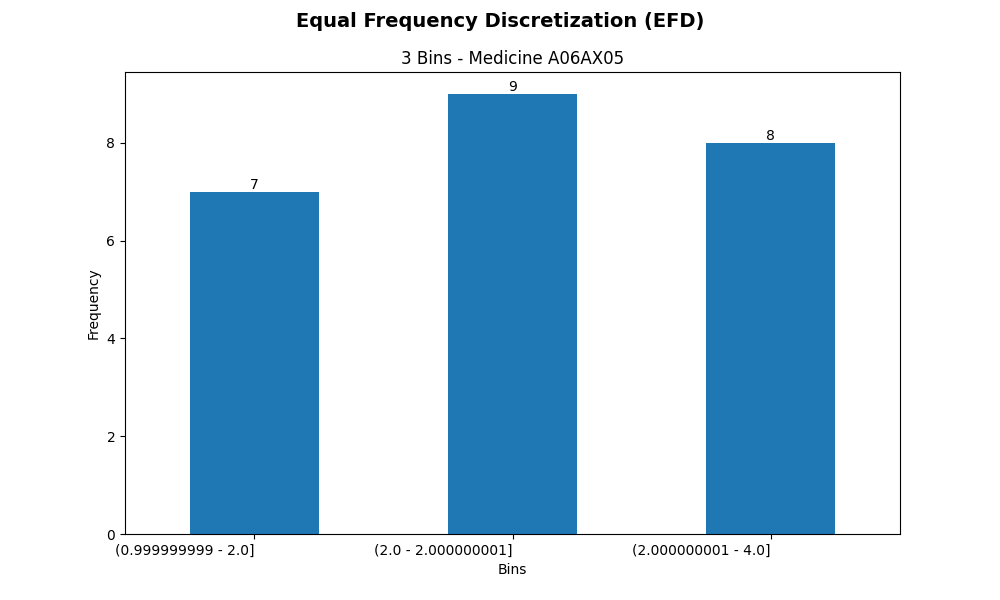 Equal Frequency Discretization (EFD)
3 Bins - Medicine A06AX05
9
8
7
8
6
4
2
0
Frequency
(0.999999999 - 2.0]
(2.0 - 2.000000001]
(2.000000001 - 4.0]
Bins